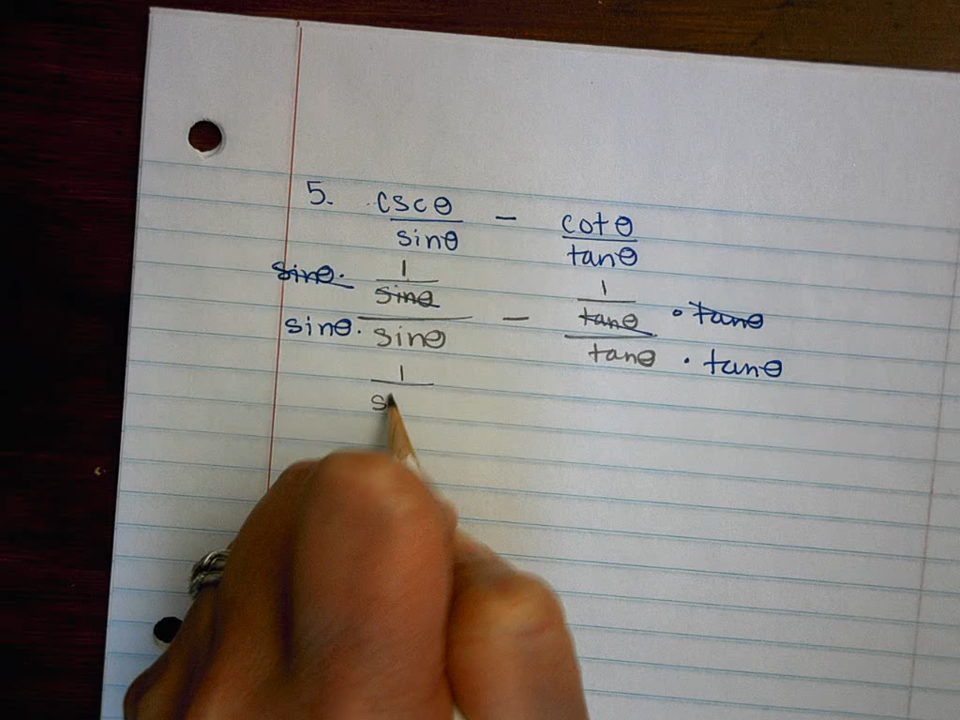 5. cscθ/sinθ − cotθ/tanθ
sinθ · 1/sinθ / sinθ · sinθ − 1/tanθ · tanθ / tanθ · tanθ
1/s